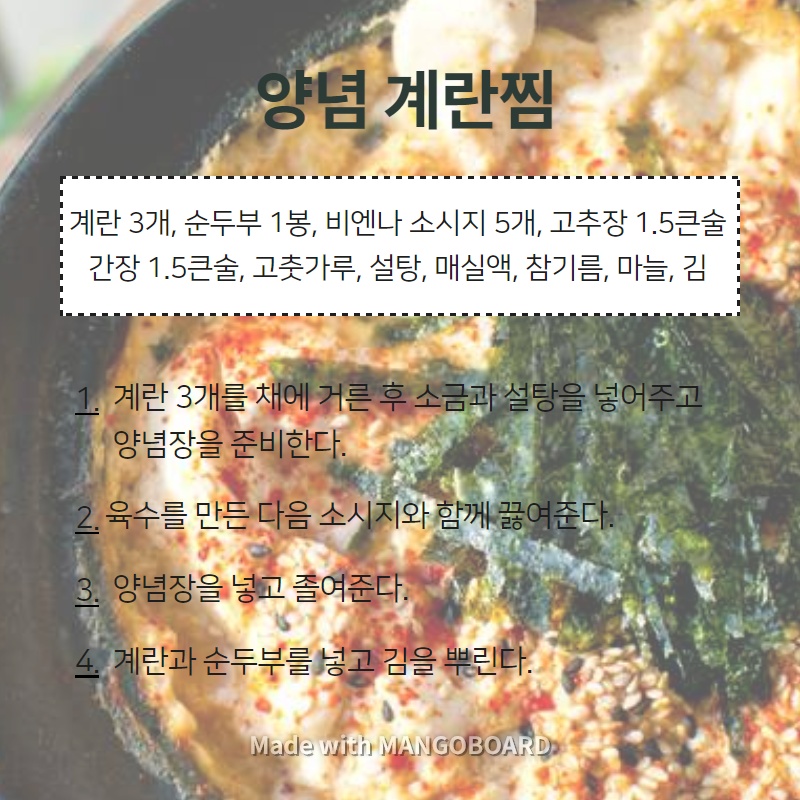 양념 계란찜
계란 3개, 순두부 1봉, 비엔나 소시지 5개, 고추장 1.5큰술
간장 1.5큰술, 고춧가루, 설탕, 매실액, 참기름, 마늘, 김
1. 계란 3개를 채에 거른 후 소금과 설탕을 넣어주고
양념장을 준비한다.
2. 육수를 만든 다음 소시지와 함께 끓여준다.
3. 양념장을 넣고 졸여준다.
4. 계란과 순두부를 넣고 김을 뿌린다.
Made with MANGOBOARD